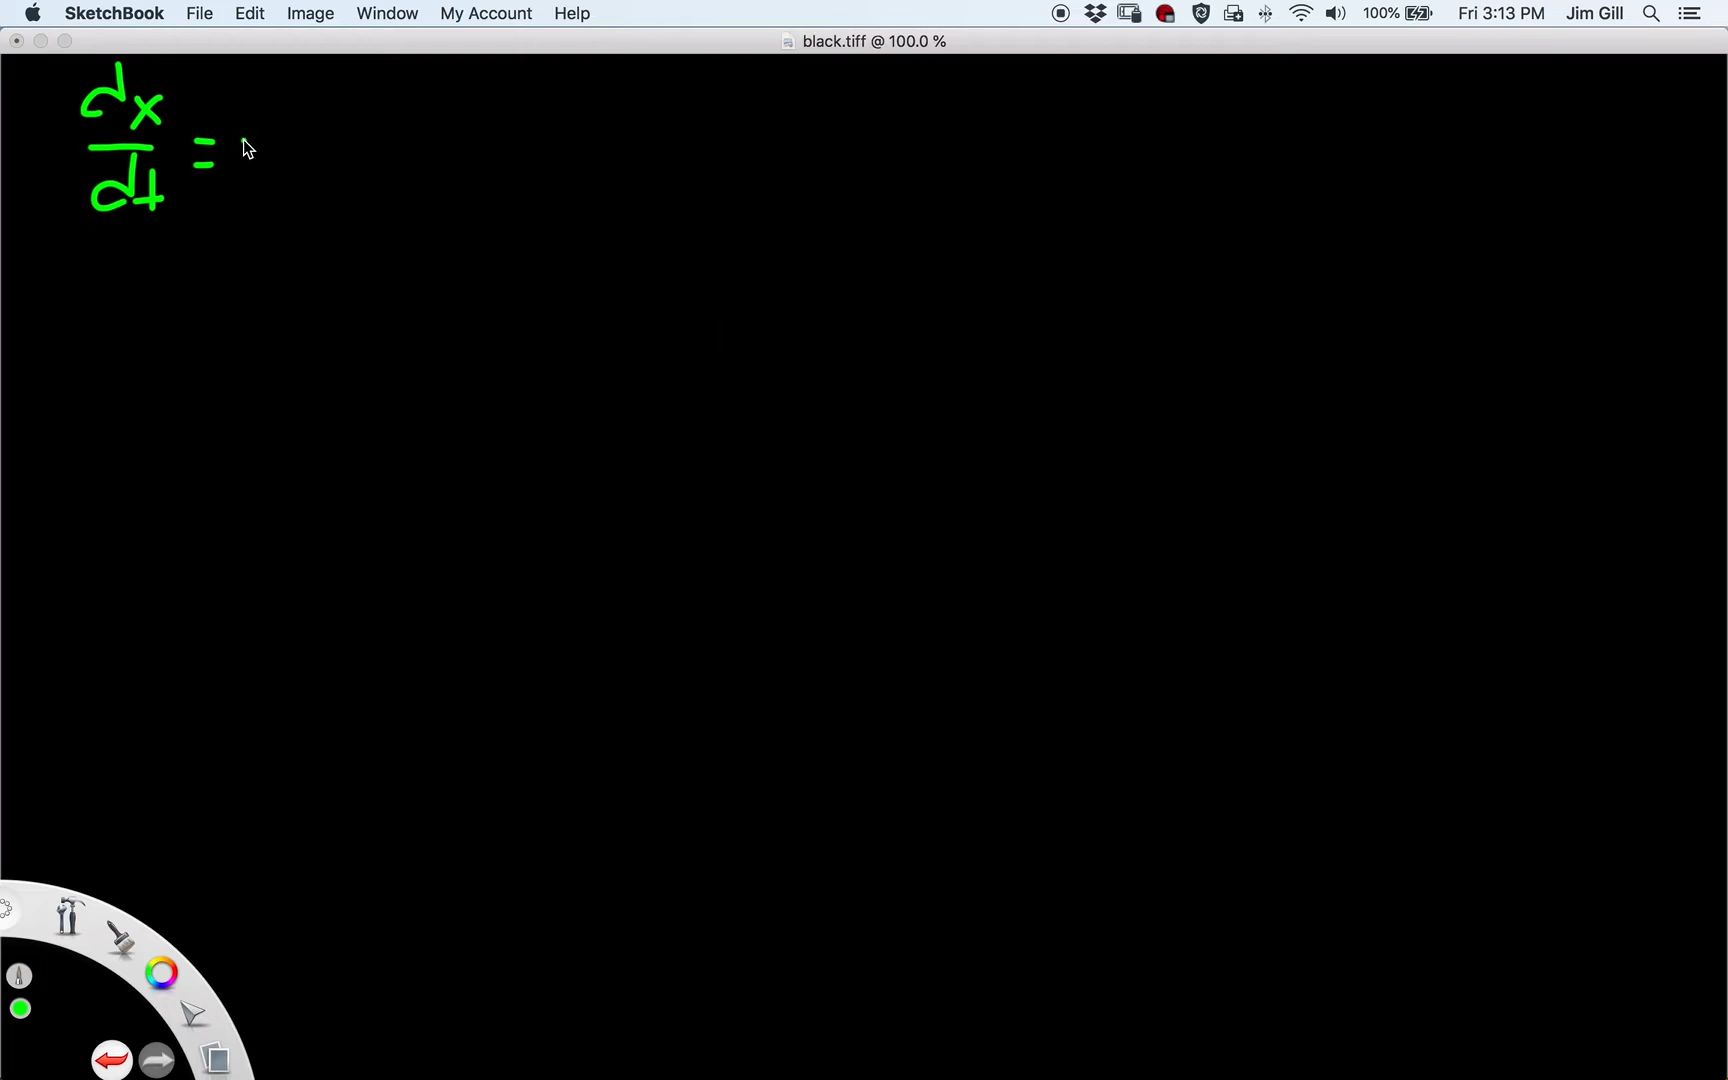 SketchBook File Edit Image Window My Account Help 100% Fri 3:13 PM Jim Gill
black.tiff @ 100.0 %
dx
dt =